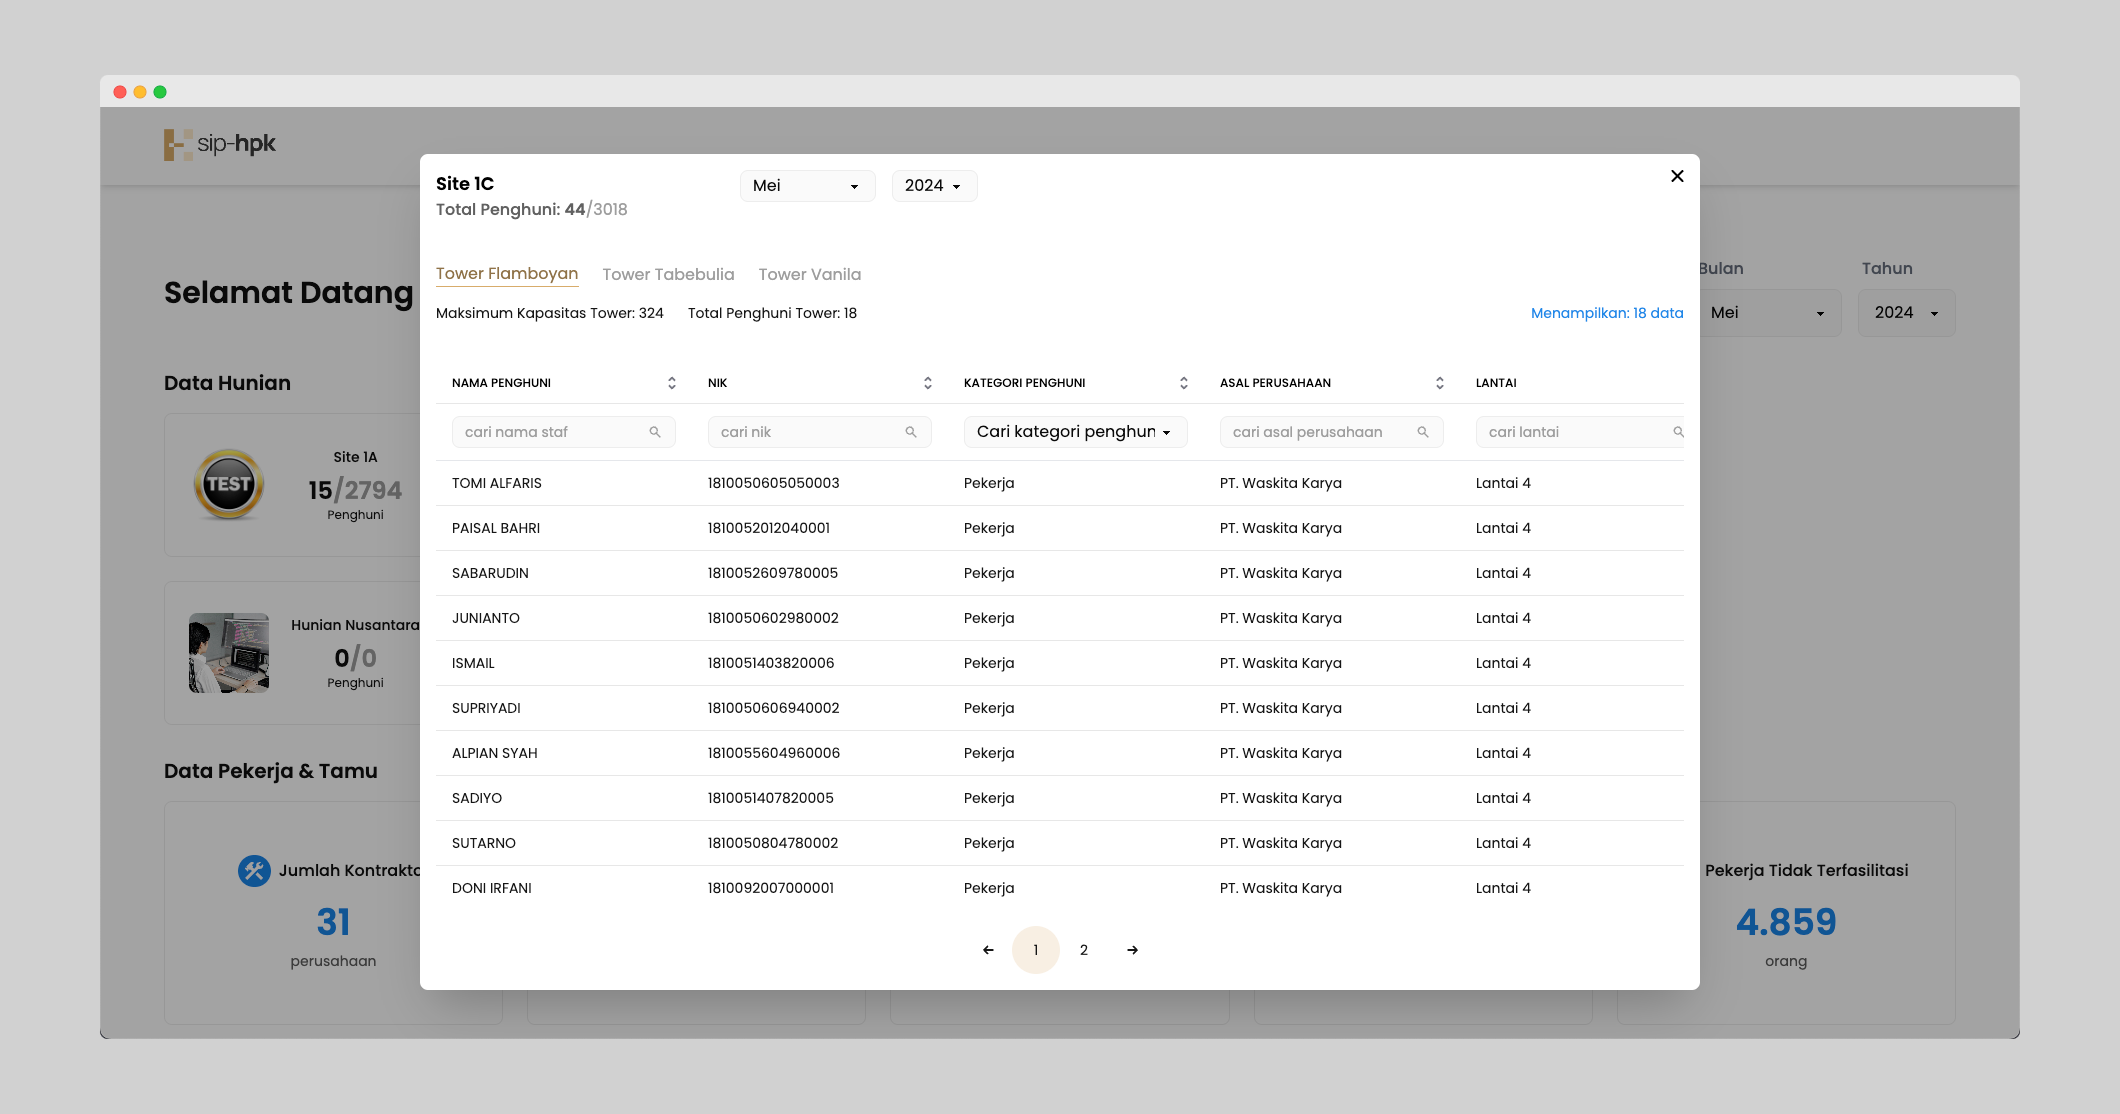 sip-hpk
Site 1C
Total Penghuni: 44/3018
Mei
2024
Tower Flamboyan Tower Tabebulia Tower Vanila
Maksimum Kapasitas Tower: 324 Total Penghuni Tower: 18 Menampilkan: 18 data
NAMA PENGHUNI NIK KATEGORI PENGHUNI ASAL PERUSAHAAN LANTAI
cari nama staf cari nik Cari kategori penghun cari asal perusahaan cari lantai
TOMI ALFARIS 1810050605050003 Pekerja PT. Waskita Karya Lantai 4
PAISAL BAHRI 1810052012040001 Pekerja PT. Waskita Karya Lantai 4
SABARUDIN 1810052609780005 Pekerja PT. Waskita Karya Lantai 4
JUNIANTO 1810050602980002 Pekerja PT. Waskita Karya Lantai 4
ISMAIL 1810051403820006 Pekerja PT. Waskita Karya Lantai 4
SUPRIYADI 1810050606940002 Pekerja PT. Waskita Karya Lantai 4
ALPIAN SYAH 1810055604960006 Pekerja PT. Waskita Karya Lantai 4
SADIYO 1810051407820005 Pekerja PT. Waskita Karya Lantai 4
SUTARNO 1810050804780002 Pekerja PT. Waskita Karya Lantai 4
DONI IRFANI 1810092007000001 Pekerja PT. Waskita Karya Lantai 4
1 2
Selamat Datang
Bulan Tahun
Mei 2024
Data Hunian
TEST
Site 1A
15/2794
Penghuni
Hunian Nusantara
0/0
Penghuni
Data Pekerja & Tamu
Jumlah Kontrakto
31
perusahaan
Pekerja Tidak Terfasilitasi
4.859
orang